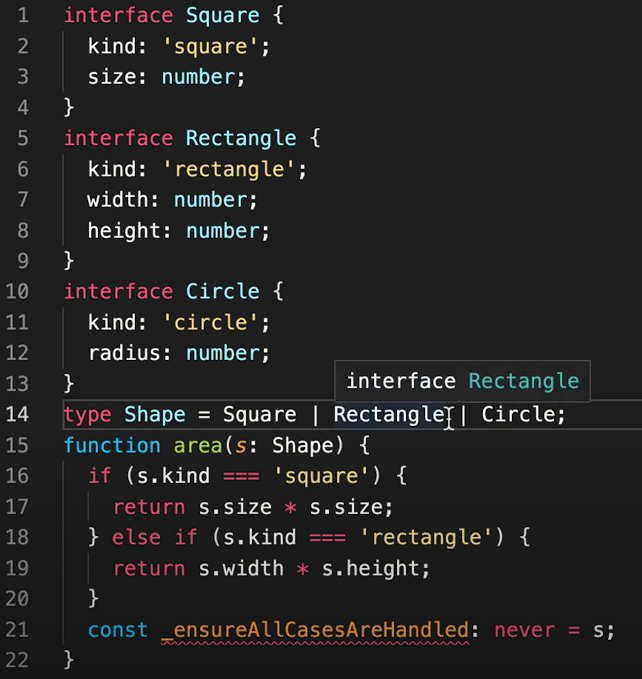 1 interface Square {
2 kind: 'square';
3 size: number;
4 }
5 interface Rectangle {
6 kind: 'rectangle';
7 width: number;
8 height: number;
9 }
10 interface Circle {
11 kind: 'circle';
12 radius: number;
13 }
interface Rectangle
14 type Shape = Square | Rectangle | Circle;
15 function area(s: Shape) {
16 if (s.kind === 'square') {
17 return s.size * s.size;
18 } else if (s.kind === 'rectangle') {
19 return s.width * s.height;
20 }
21 const _ensureAllCasesAreHandled: never = s;
22 }